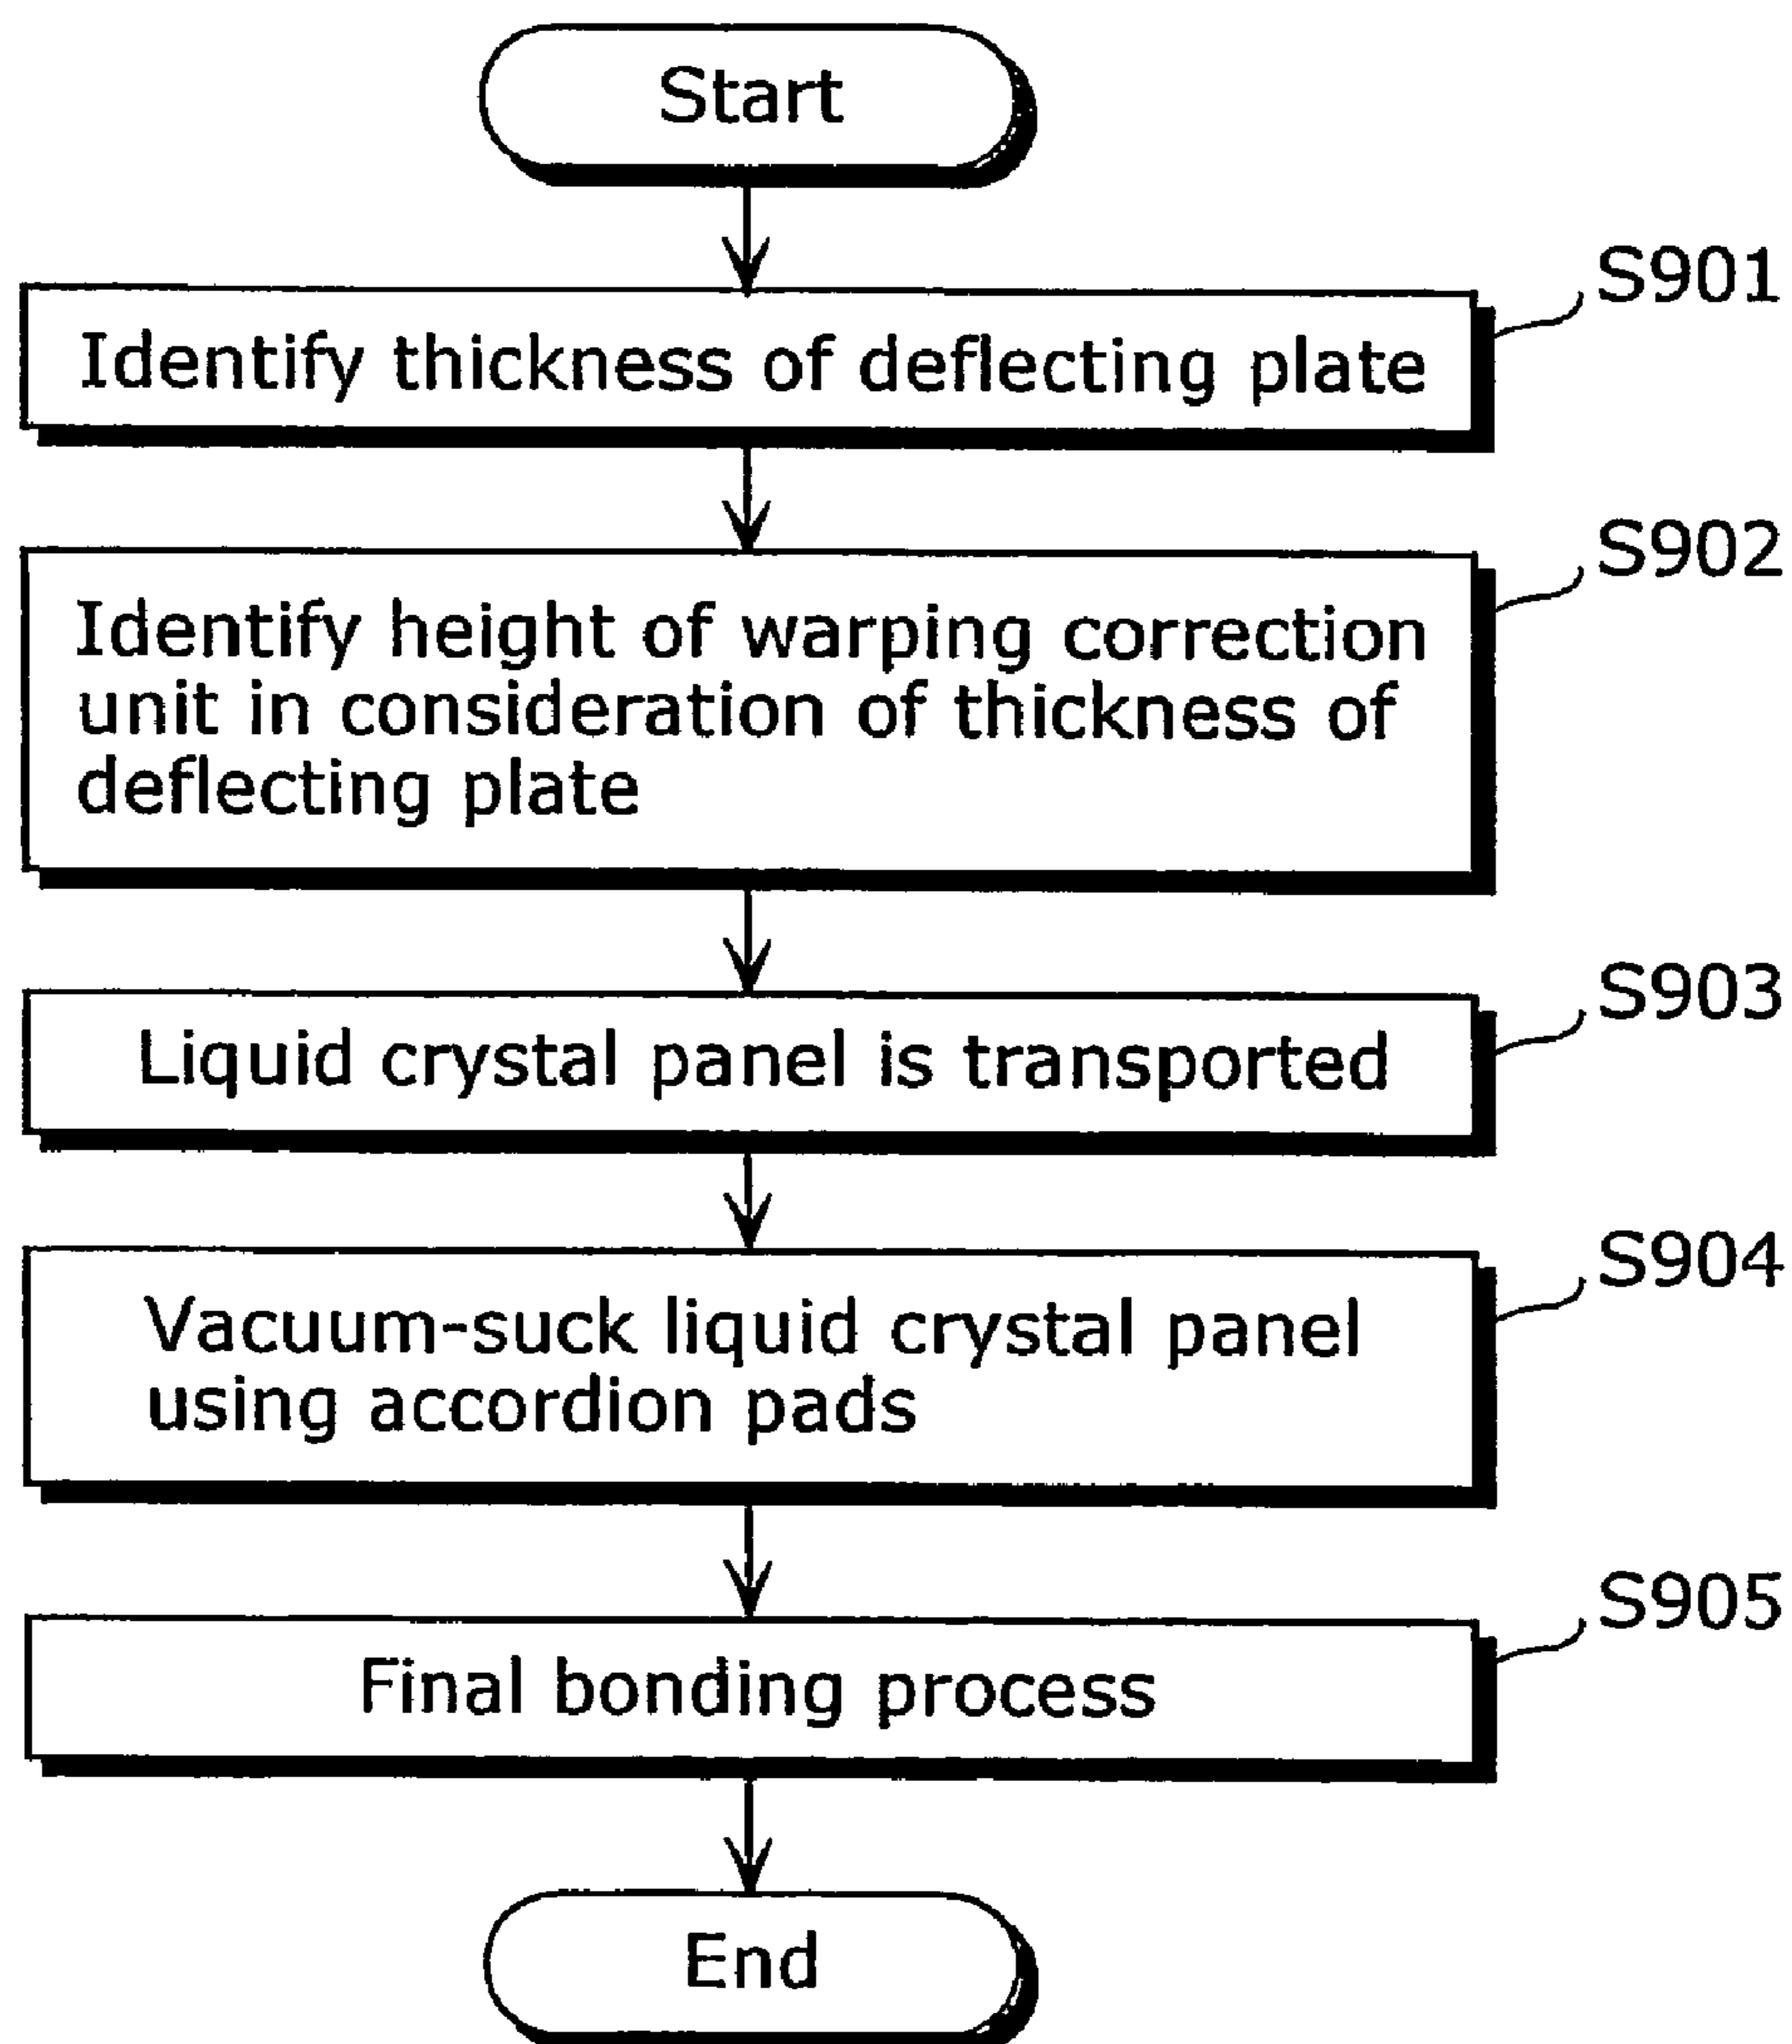 Start
S901
Identify thickness of deflecting plate
S902
Identify height of warping correction
unit in consideration of thickness of
deflecting plate
S903
Liquid crystal panel is transported
S904
Vacuum-suck liquid crystal panel
using accordion pads
S905
Final bonding process
End